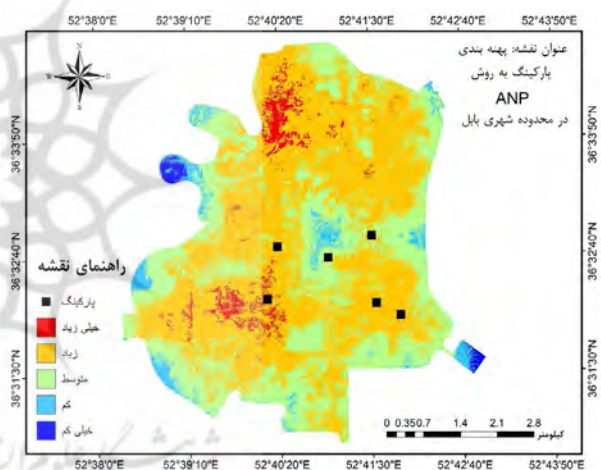 52°38'0"E 52°39'10"E 52°40'20"E 52°41'30"E 52°42'40"E 52°43'50"E
عنوان نقشه: پهنه بندی
پارکینگ به روش
ANP
در محدوده شهری بابل
36°33'50"N 36°33'50"N
36°32'40"N 36°32'40"N
36°31'30"N 36°31'30"N
راهنمای نقشه
پارکینگ
خیلی زیاد
زیاد
متوسط
کم
خیلی کم
0 0.35 0.7 1.4 2.1 2.8
کیلومتر
52°38'0"E 52°39'10"E 52°40'20"E 52°41'30"E 52°42'40"E 52°43'50"E